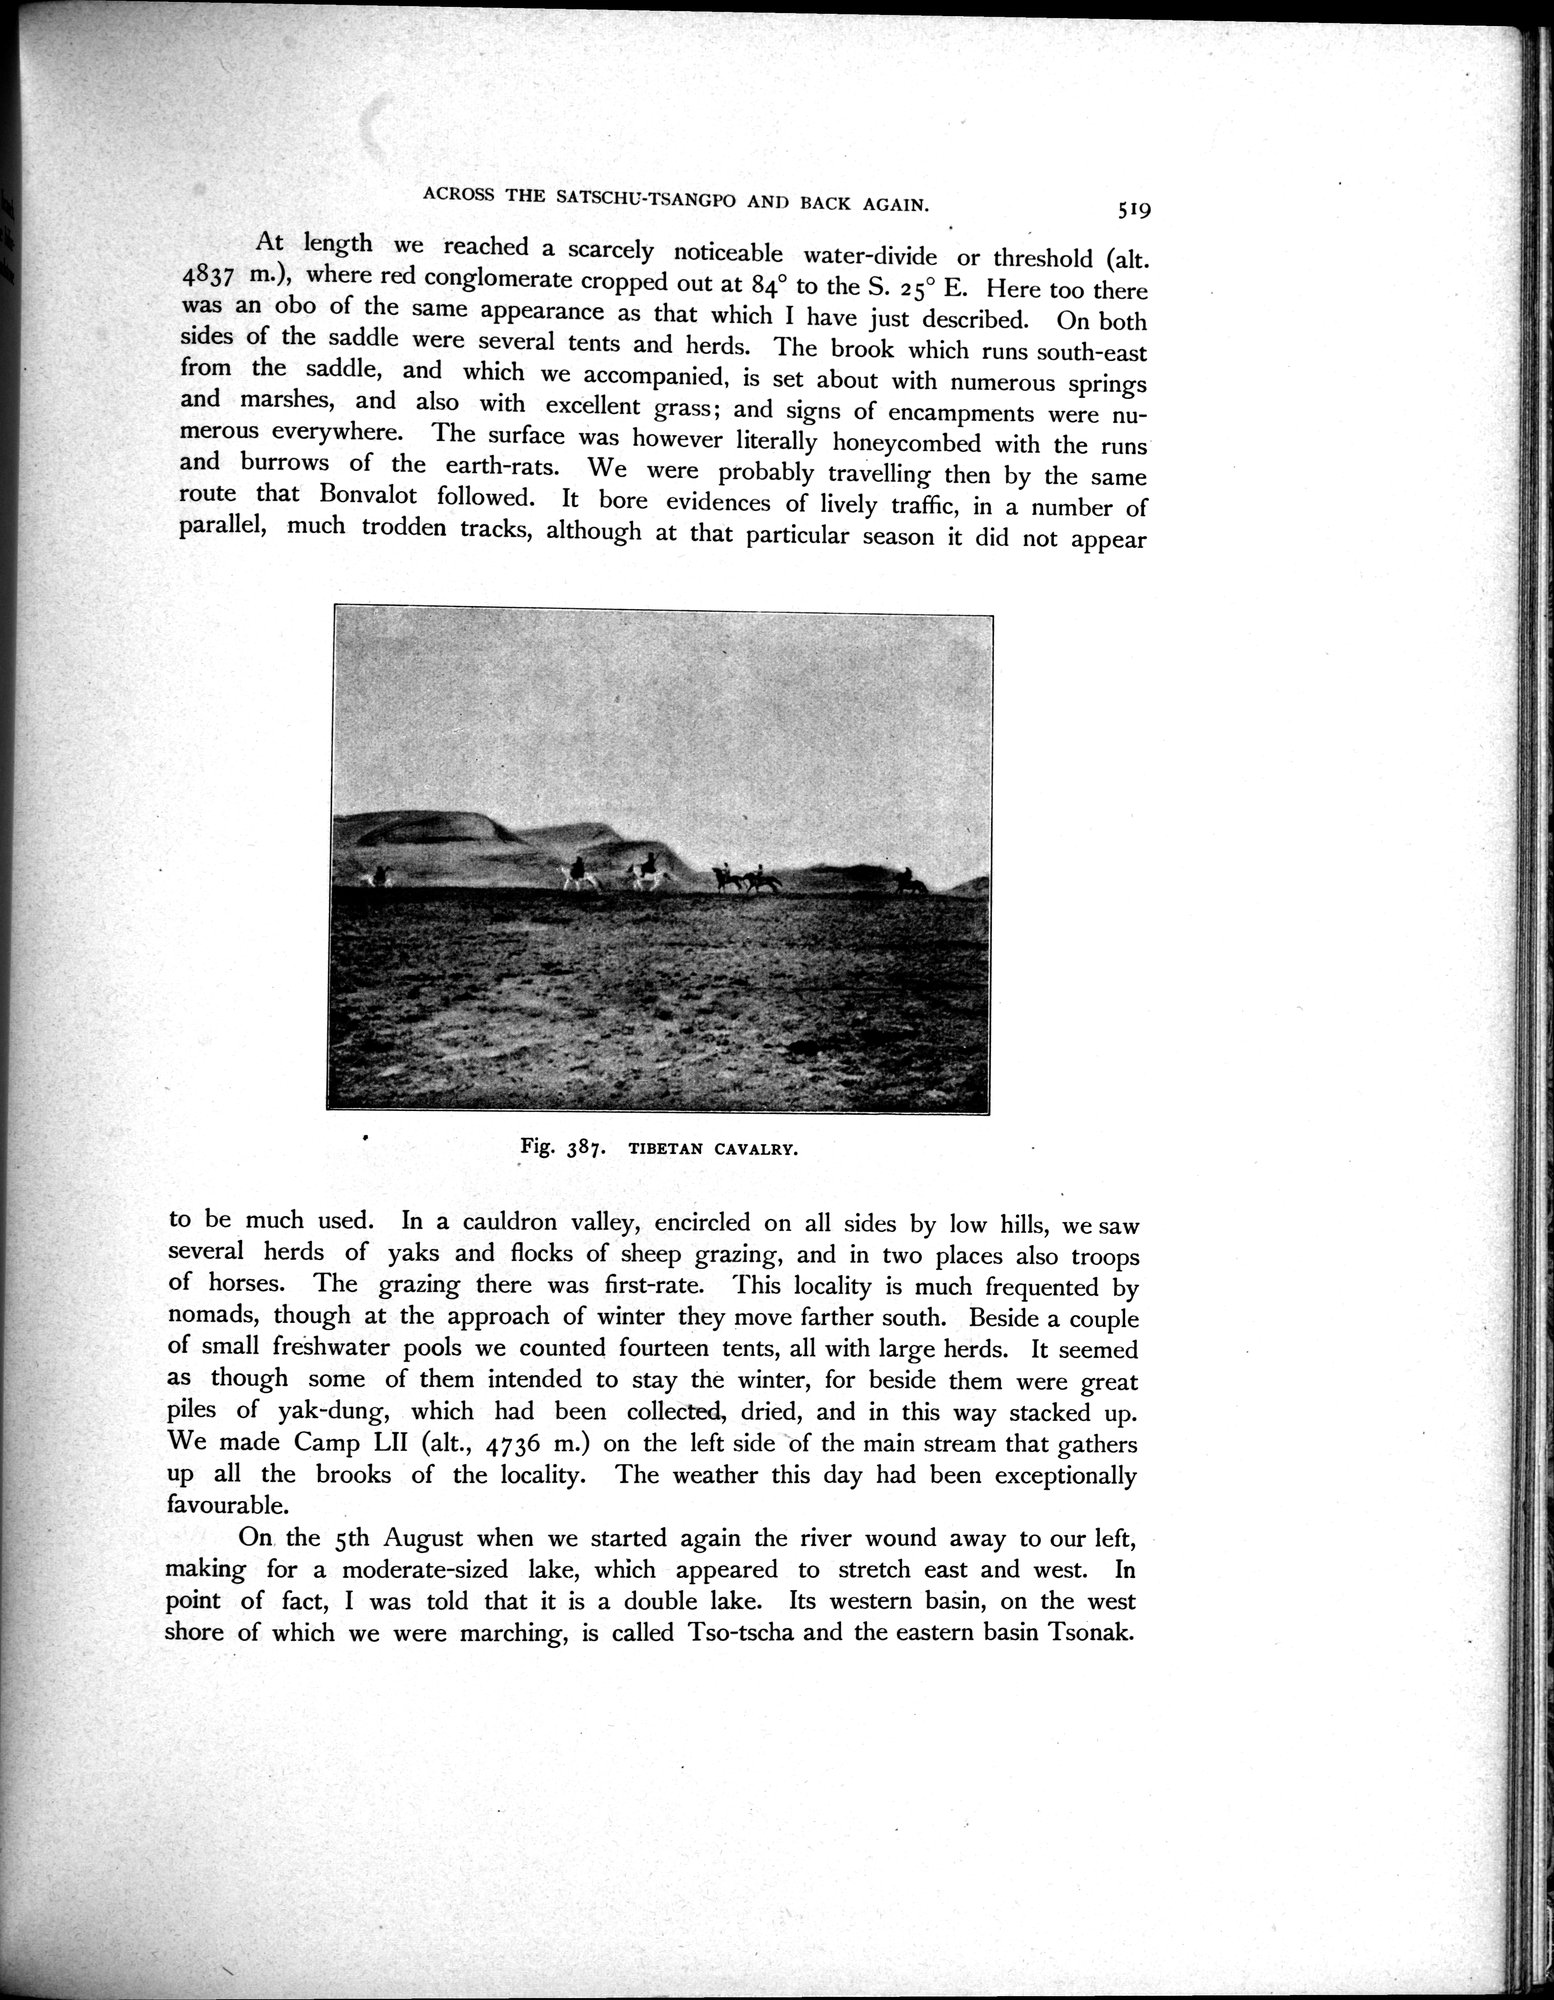 ACROSS THE SATSCHU-TSANGPO AND BACK AGAIN. 519
At length we reached a scarcely noticeable water-divide or threshold (alt.
4837 m.), where red conglomerate cropped out at 84° to the S. 25° E. Here too there
was an obo of the same appearance as that which I have just described. On both
sides of the saddle were several tents and herds. The brook which runs south-east
from the saddle, and which we accompanied, is set about with numerous springs
and marshes, and also with excellent grass; and signs of encampments were nu-
merous everywhere. The surface was however literally honeycombed with the runs
and burrows of the earth-rats. We were probably travelling then by the same
route that Bonvalot followed. It bore evidences of lively traffic, in a number of
parallel, much trodden tracks, although at that particular season it did not appear
Fig. 387. TIBETAN CAVALRY.
to be much used. In a cauldron valley, encircled on all sides by low hills, we saw
several herds of yaks and flocks of sheep grazing, and in two places also troops
of horses. The grazing there was first-rate. This locality is much frequented by
nomads, though at the approach of winter they move farther south. Beside a couple
of small freshwater pools we counted fourteen tents, all with large herds. It seemed
as though some of them intended to stay the winter, for beside them were great
piles of yak-dung, which had been collected, dried, and in this way stacked up.
We made Camp LII (alt., 4736 m.) on the left side of the main stream that gathers
up all the brooks of the locality. The weather this day had been exceptionally
favourable.
On the 5th August when we started again the river wound away to our left,
making for a moderate-sized lake, which appeared to stretch east and west. In
point of fact, I was told that it is a double lake. Its western basin, on the west
shore of which we were marching, is called Tso-tscha and the eastern basin Tsonak.